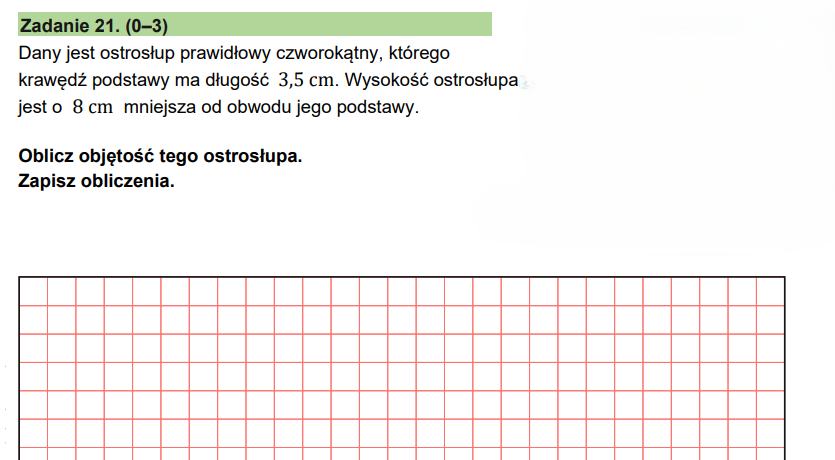 Zadanie 21. (0–3)
Dany jest ostrosłup prawidłowy czworokątny, którego
krawędź podstawy ma długość 3,5 cm. Wysokość ostrosłupa
jest o 8 cm mniejsza od obwodu jego podstawy.
Oblicz objętość tego ostrosłupa.
Zapisz obliczenia.